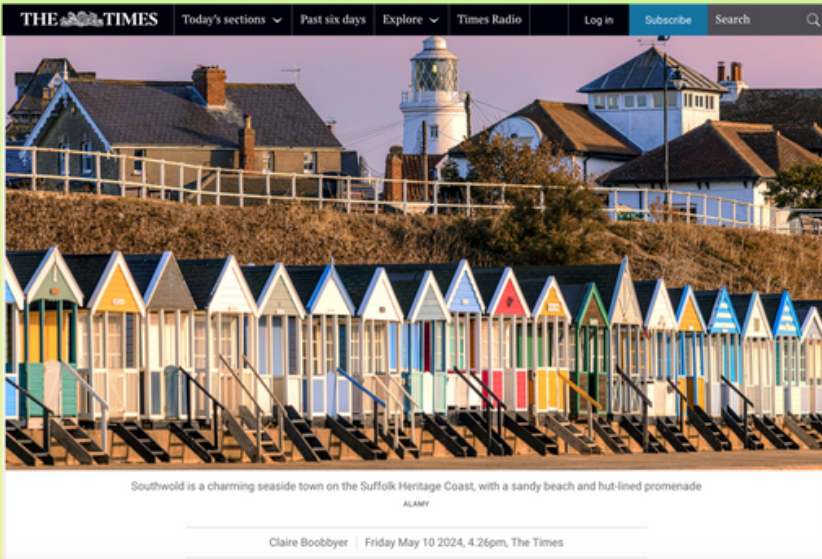 THE TIMES Today's sections Past six days Explore Times Radio Log in Subscribe Search
Southwold is a charming seaside town on the Suffolk Heritage Coast, with a sandy beach and hut-lined promenade
ALAMY
Claire Boobbyer Friday May 10 2024, 4.26pm, The Times